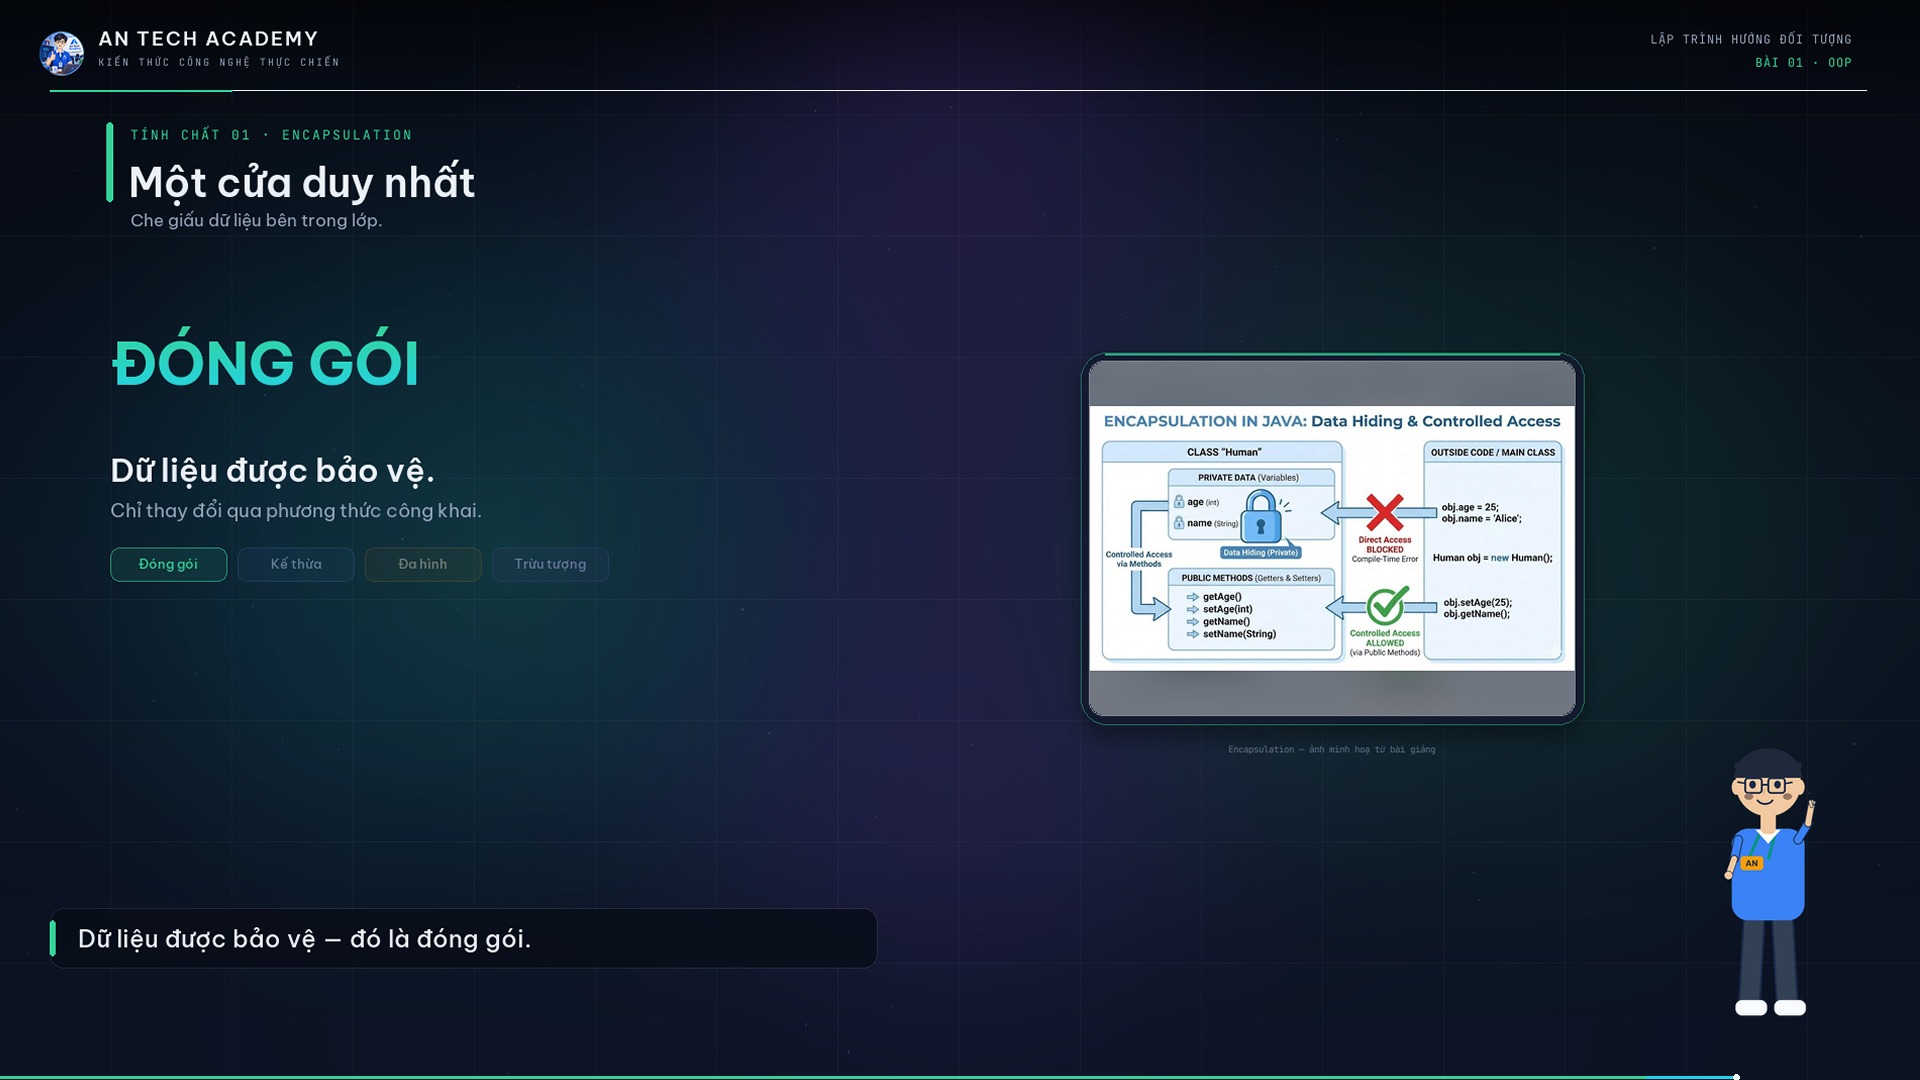 AN TECH ACADEMY
KIẾN THỨC CÔNG NGHỆ THỰC CHIẾN
LẬP TRÌNH HƯỚNG ĐỐI TƯỢNG
BÀI 01 · OOP
TÍNH CHẤT 01 · ENCAPSULATION
Một cửa duy nhất
Che giấu dữ liệu bên trong lớp.
ĐÓNG GÓI
Dữ liệu được bảo vệ.
Chỉ thay đổi qua phương thức công khai.
Đóng gói
Kế thừa
Đa hình
Trừu tượng
ENCAPSULATION IN JAVA: Data Hiding & Controlled Access
CLASS "Human"
PRIVATE DATA (Variables)
age (int)
name (String)
Data Hiding (Private)
Controlled Access
via Methods
PUBLIC METHODS (Getters & Setters)
getAge()
setAge(int)
getName()
setName(String)
Direct Access
BLOCKED
Compile-Time Error
Controlled Access
ALLOWED
(via Public Methods)
OUTSIDE CODE / MAIN CLASS
obj.age = 25;
obj.name = 'Alice';
Human obj = new Human();
obj.setAge(25);
obj.getName();
Encapsulation — ảnh minh hoạ từ bài giảng
AN
Dữ liệu được bảo vệ — đó là đóng gói.